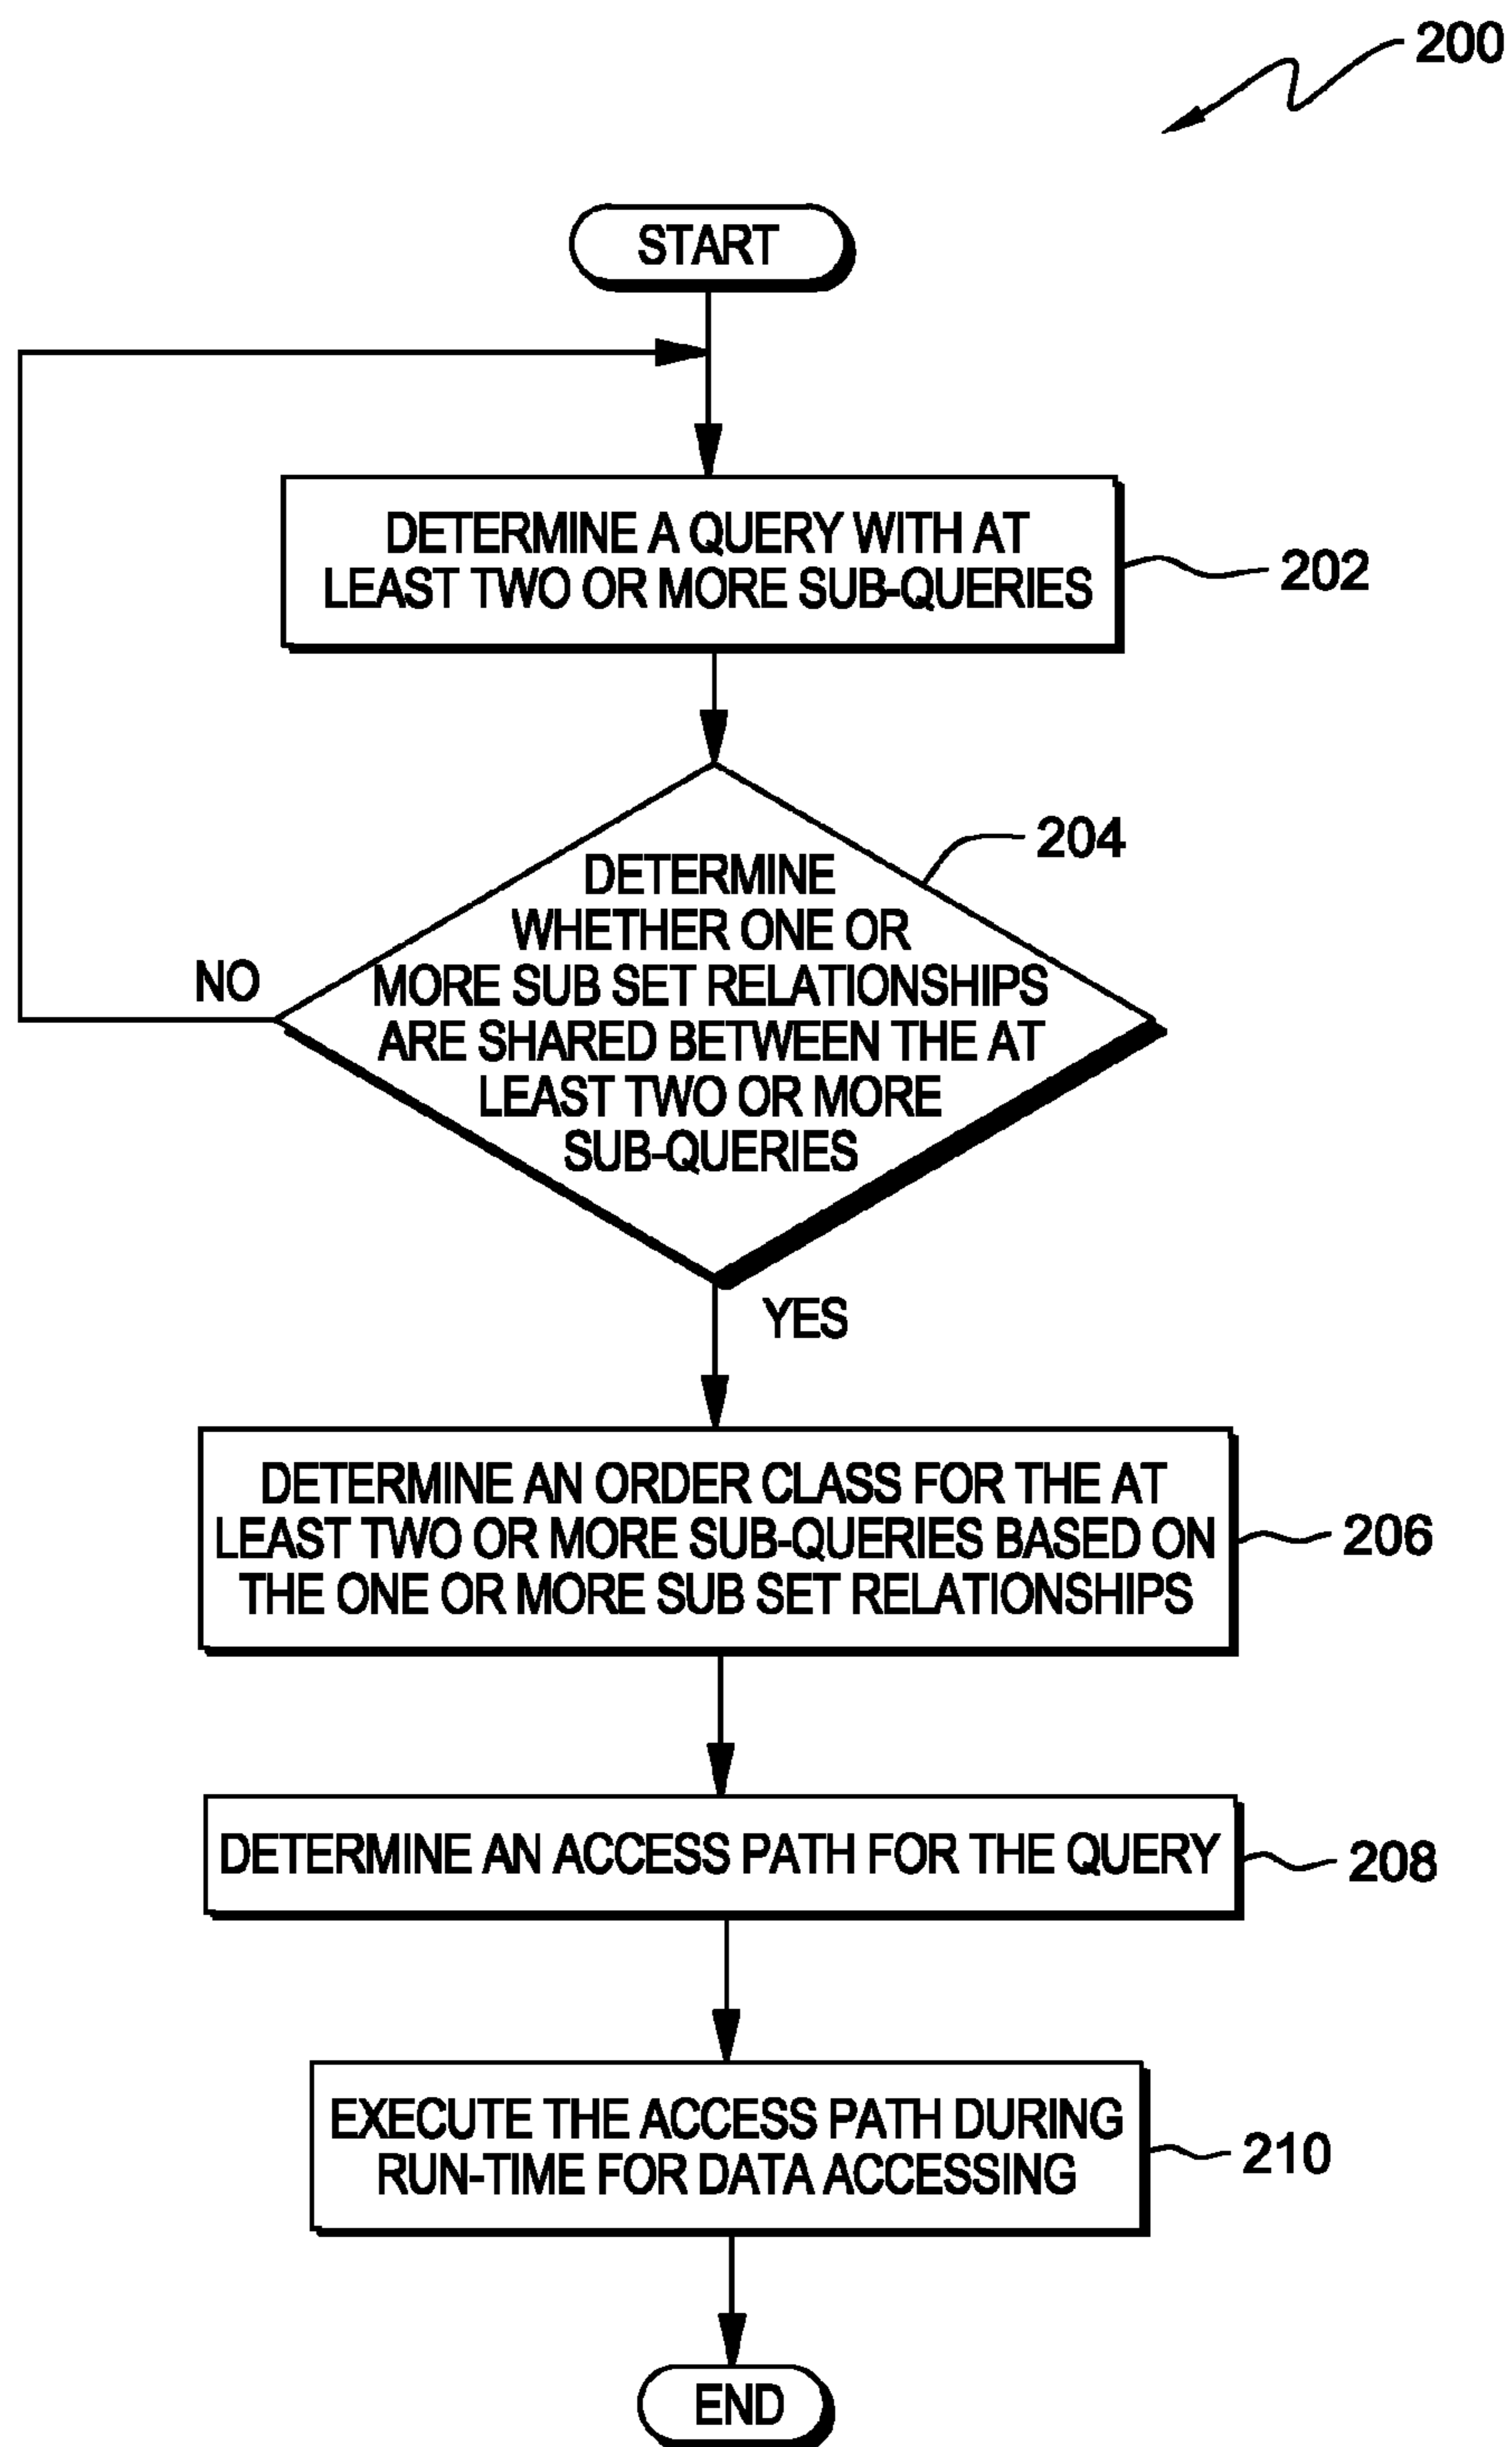 200
START
DETERMINE A QUERY WITH AT
LEAST TWO OR MORE SUB-QUERIES
202
204
DETERMINE
WHETHER ONE OR
MORE SUB SET RELATIONSHIPS
ARE SHARED BETWEEN THE AT
LEAST TWO OR MORE
SUB-QUERIES
NO
YES
DETERMINE AN ORDER CLASS FOR THE AT
LEAST TWO OR MORE SUB-QUERIES BASED ON
THE ONE OR MORE SUB SET RELATIONSHIPS
206
DETERMINE AN ACCESS PATH FOR THE QUERY
208
EXECUTE THE ACCESS PATH DURING
RUN-TIME FOR DATA ACCESSING
210
END